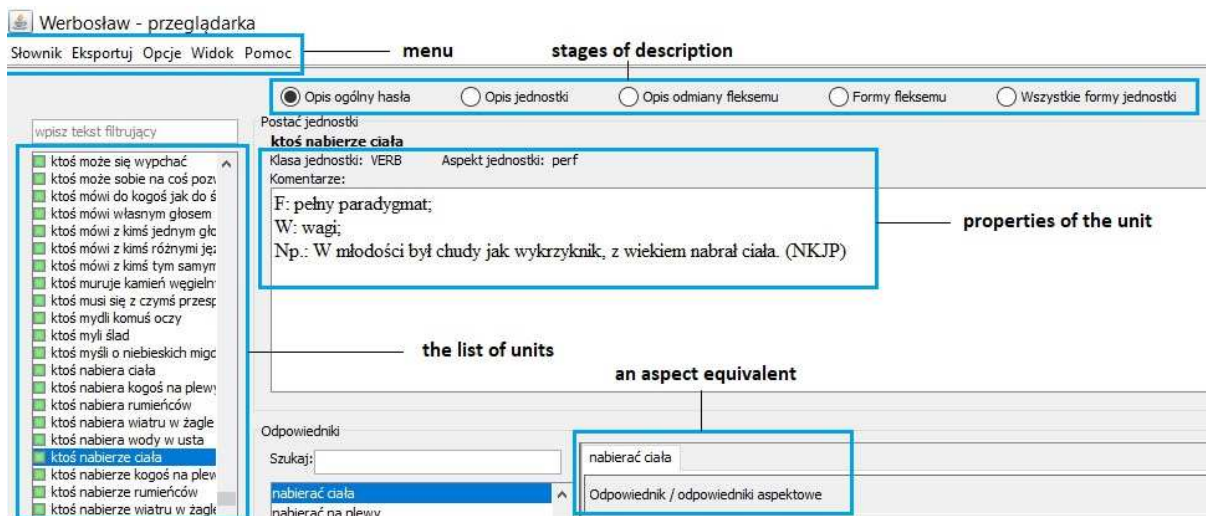 Werbosław - przeglądarka
Słownik Eksportuj Opcje Widok Pomoc
menu
stages of description
Opis ogólny hasła Opis jednostki Opis odmiany fleksemu Formy fleksemu Wszystkie formy jednostki
wpisz tekst filtrujący
Postać jednostki
ktoś nabierze ciała
Klasa jednostki: VERB Aspekt jednostki: perf
Komentarze:
F: pełny paradygmat;
W: wagi;
Np.: W młodości był chudy jak wykrzyknik, z wiekiem nabrał ciała. (NKJP)
properties of the unit
ktoś może się wypchać
ktoś może sobie na coś pozw
ktoś mówi do kogoś jak do ś
ktoś mówi własnym głosem
ktoś mówi z kimś jednym gło
ktoś mówi z kimś różnymi jęz
ktoś mówi z kimś tym samym
ktoś muruje kamień węgieln
ktoś musi się z czymś przesp
ktoś mydli komuś oczy
ktoś myli ślad
ktoś myśli o niebieskich migd
ktoś nabiera ciała
ktoś nabiera kogoś na plewy
ktoś nabiera rumieńców
ktoś nabiera wiatru w żagle
ktoś nabiera wody w usta
ktoś nabierze ciała
ktoś nabierze kogoś na plew
ktoś nabierze rumieńców
ktoś nabierze wiatru w żagle
the list of units
an aspect equivalent
Odpowiedniki
Szukaj:
nabierać ciała
nabierać na plewy
nabierać ciała
Odpowiednik / odpowiedniki aspektowe